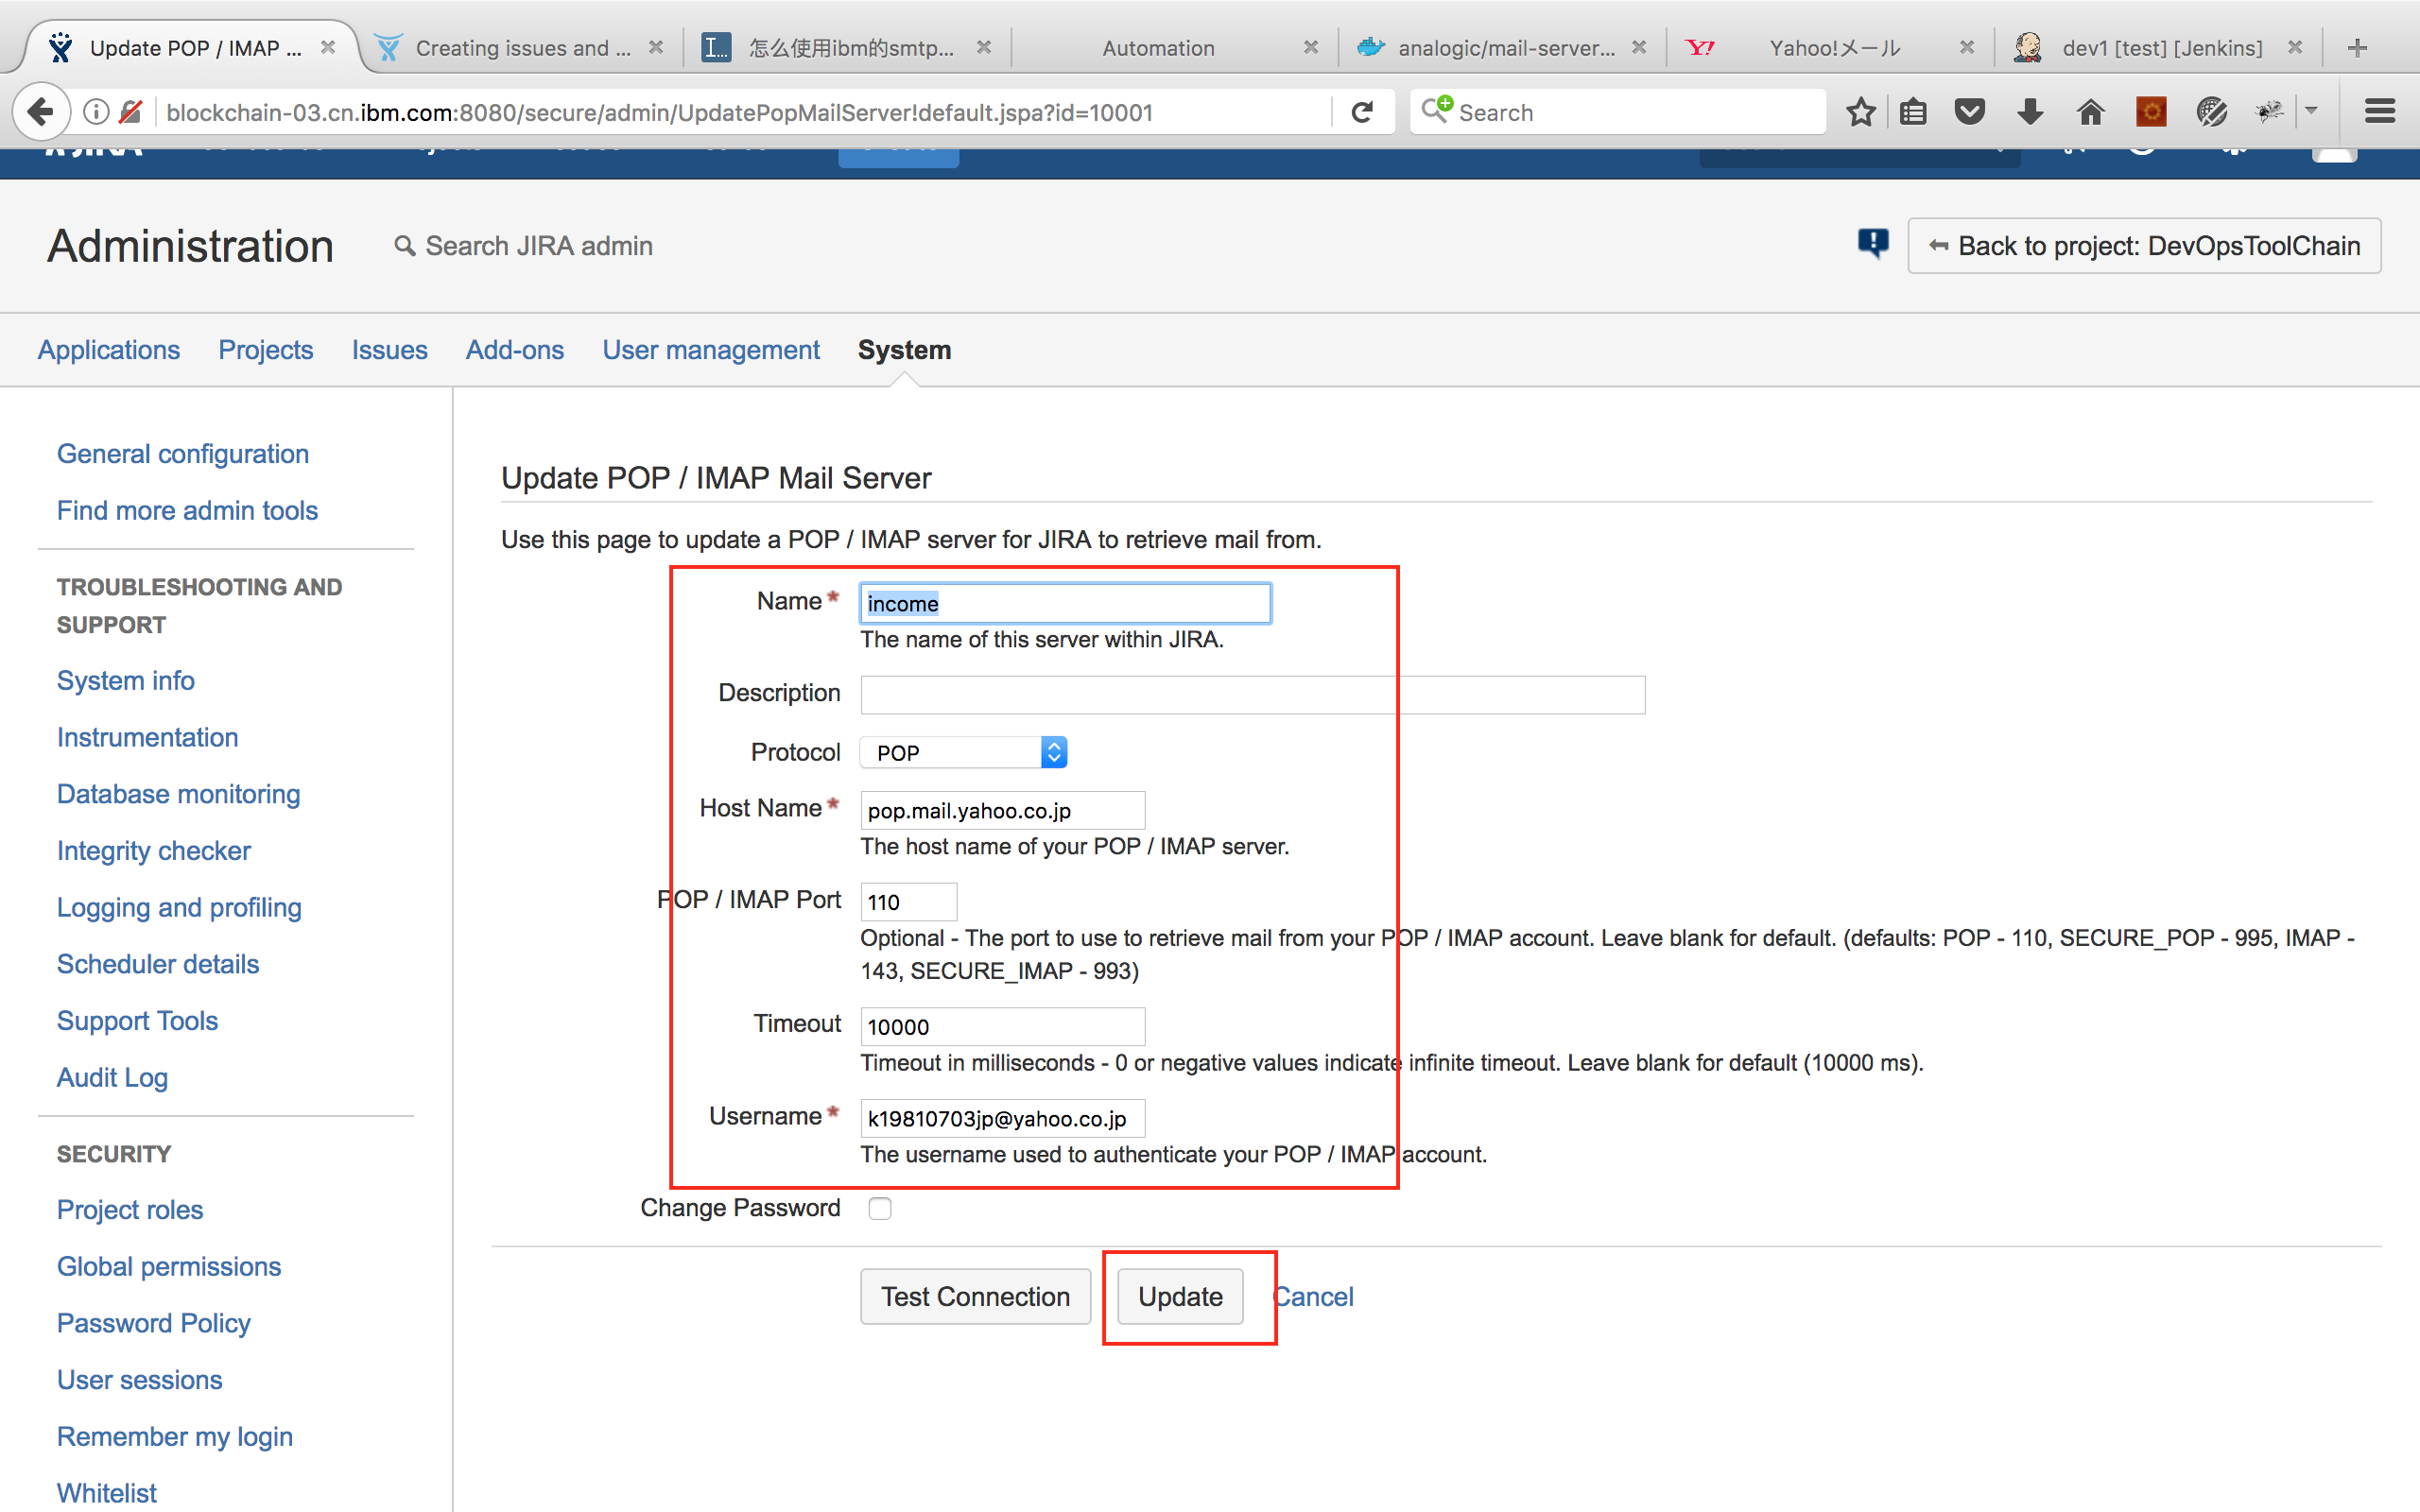 Update POP / IMAP ...
Creating issues and ...
I...
怎么使用ibm的smtp...
Automation
analogic/mail-server...
Y!
Yahoo!メール
dev1 [test] [Jenkins]
blockchain-03.cn.ibm.com:8080/secure/admin/UpdatePopMailServer!default.jspa?id=10001
Search
Administration
Search JIRA admin
Back to project: DevOpsToolChain
Applications
Projects
Issues
Add-ons
User management
System
General configuration
Find more admin tools
TROUBLESHOOTING AND
SUPPORT
System info
Instrumentation
Database monitoring
Integrity checker
Logging and profiling
Scheduler details
Support Tools
Audit Log
SECURITY
Project roles
Global permissions
Password Policy
User sessions
Remember my login
Whitelist
Update POP / IMAP Mail Server
Use this page to update a POP / IMAP server for JIRA to retrieve mail from.
Name *
income
The name of this server within JIRA.
Description
Protocol
POP
Host Name *
pop.mail.yahoo.co.jp
The host name of your POP / IMAP server.
POP / IMAP Port
110
Optional - The port to use to retrieve mail from your POP / IMAP account. Leave blank for default. (defaults: POP - 110, SECURE_POP - 995, IMAP -
143, SECURE_IMAP - 993)
Timeout
10000
Timeout in milliseconds - 0 or negative values indicate infinite timeout. Leave blank for default (10000 ms).
Username *
k19810703jp@yahoo.co.jp
The username used to authenticate your POP / IMAP account.
Change Password
Test Connection
Update
Cancel